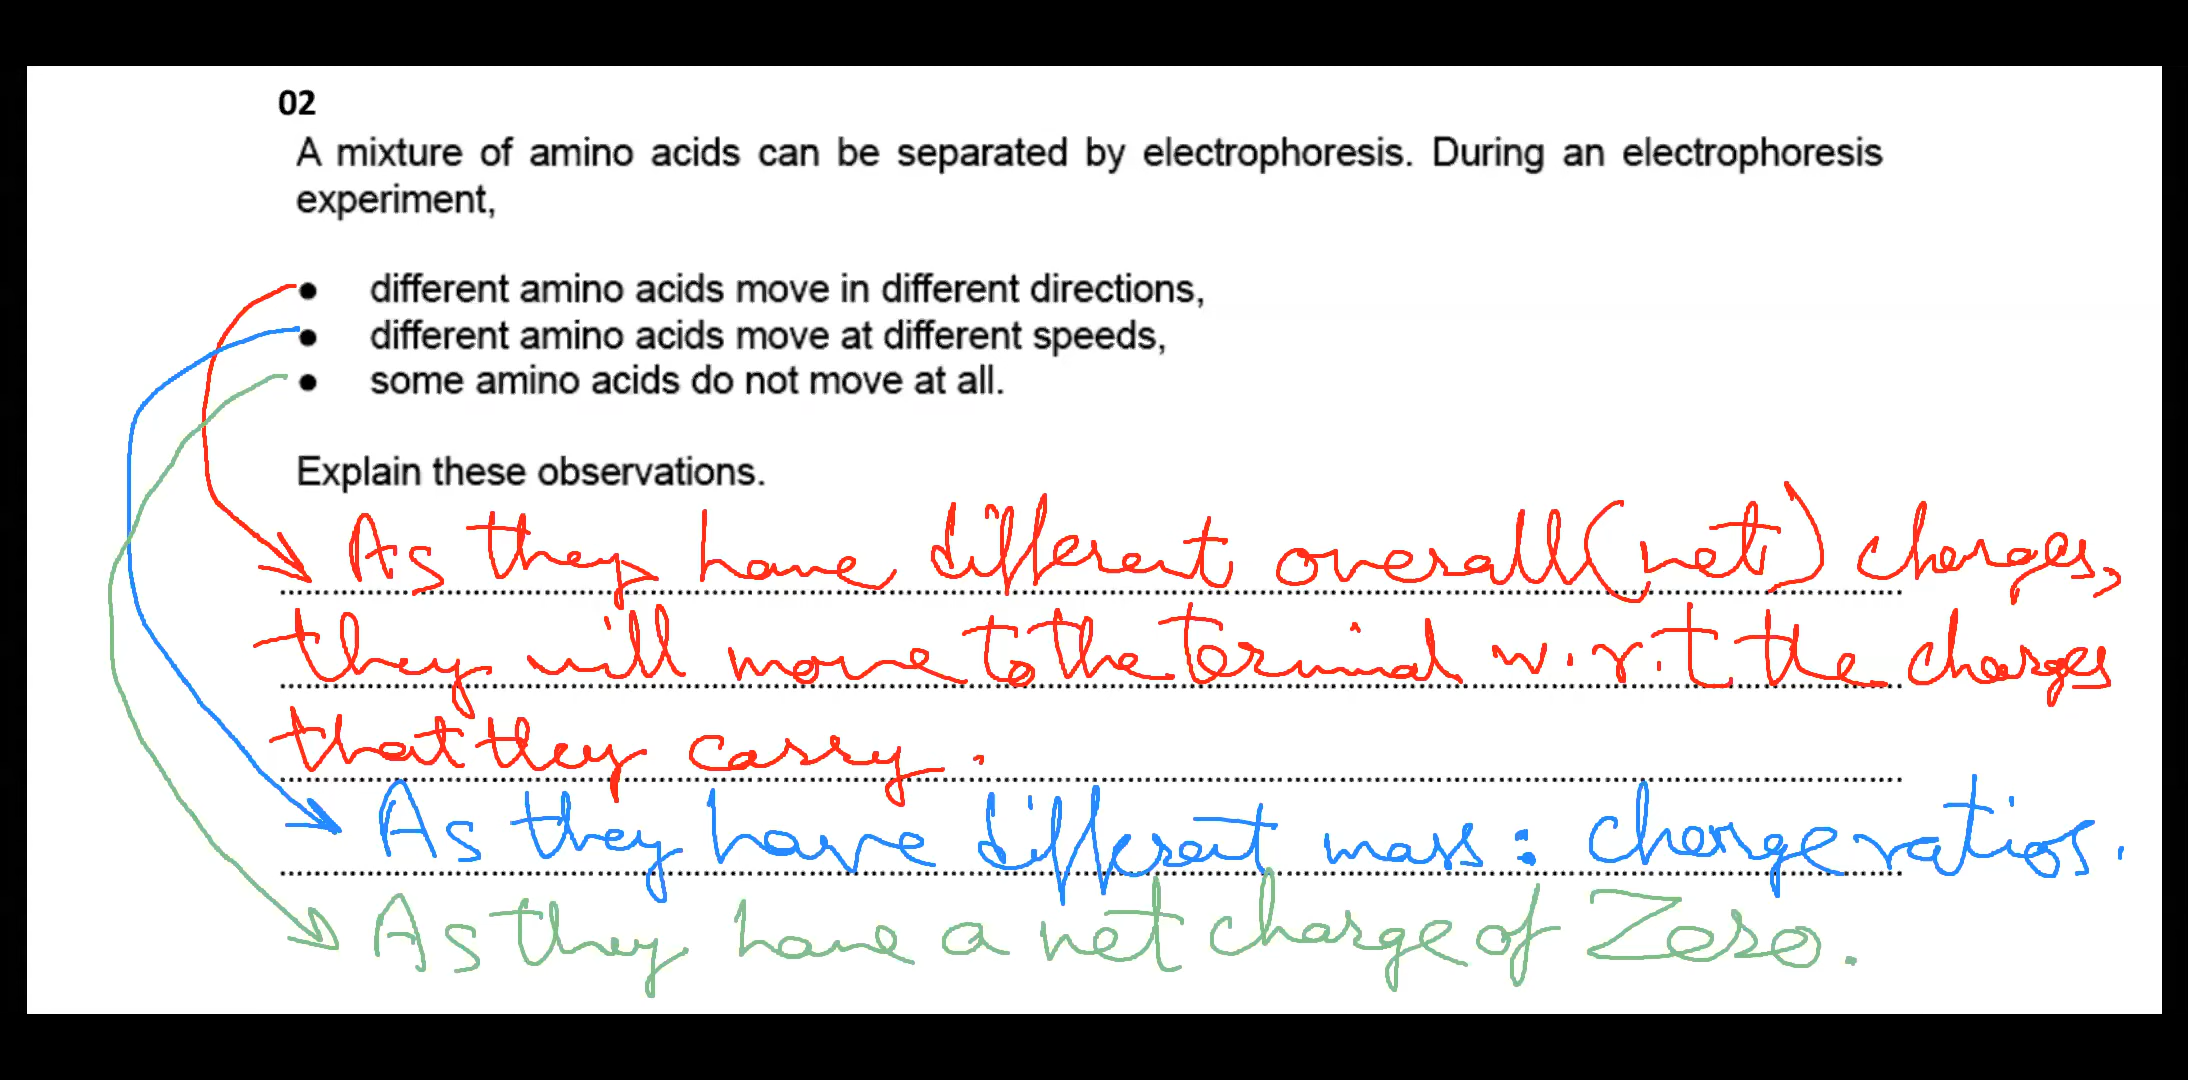 02
A mixture of amino acids can be separated by electrophoresis. During an electrophoresis
experiment,
● different amino acids move in different directions,
● different amino acids move at different speeds,
● some amino acids do not move at all.
Explain these observations.
As they have different overall (net) charges,
they will move to the terminal w.r.t the charges
that they carry.
As they have different mass : charge ratios.
As they have a net charge of Zero.